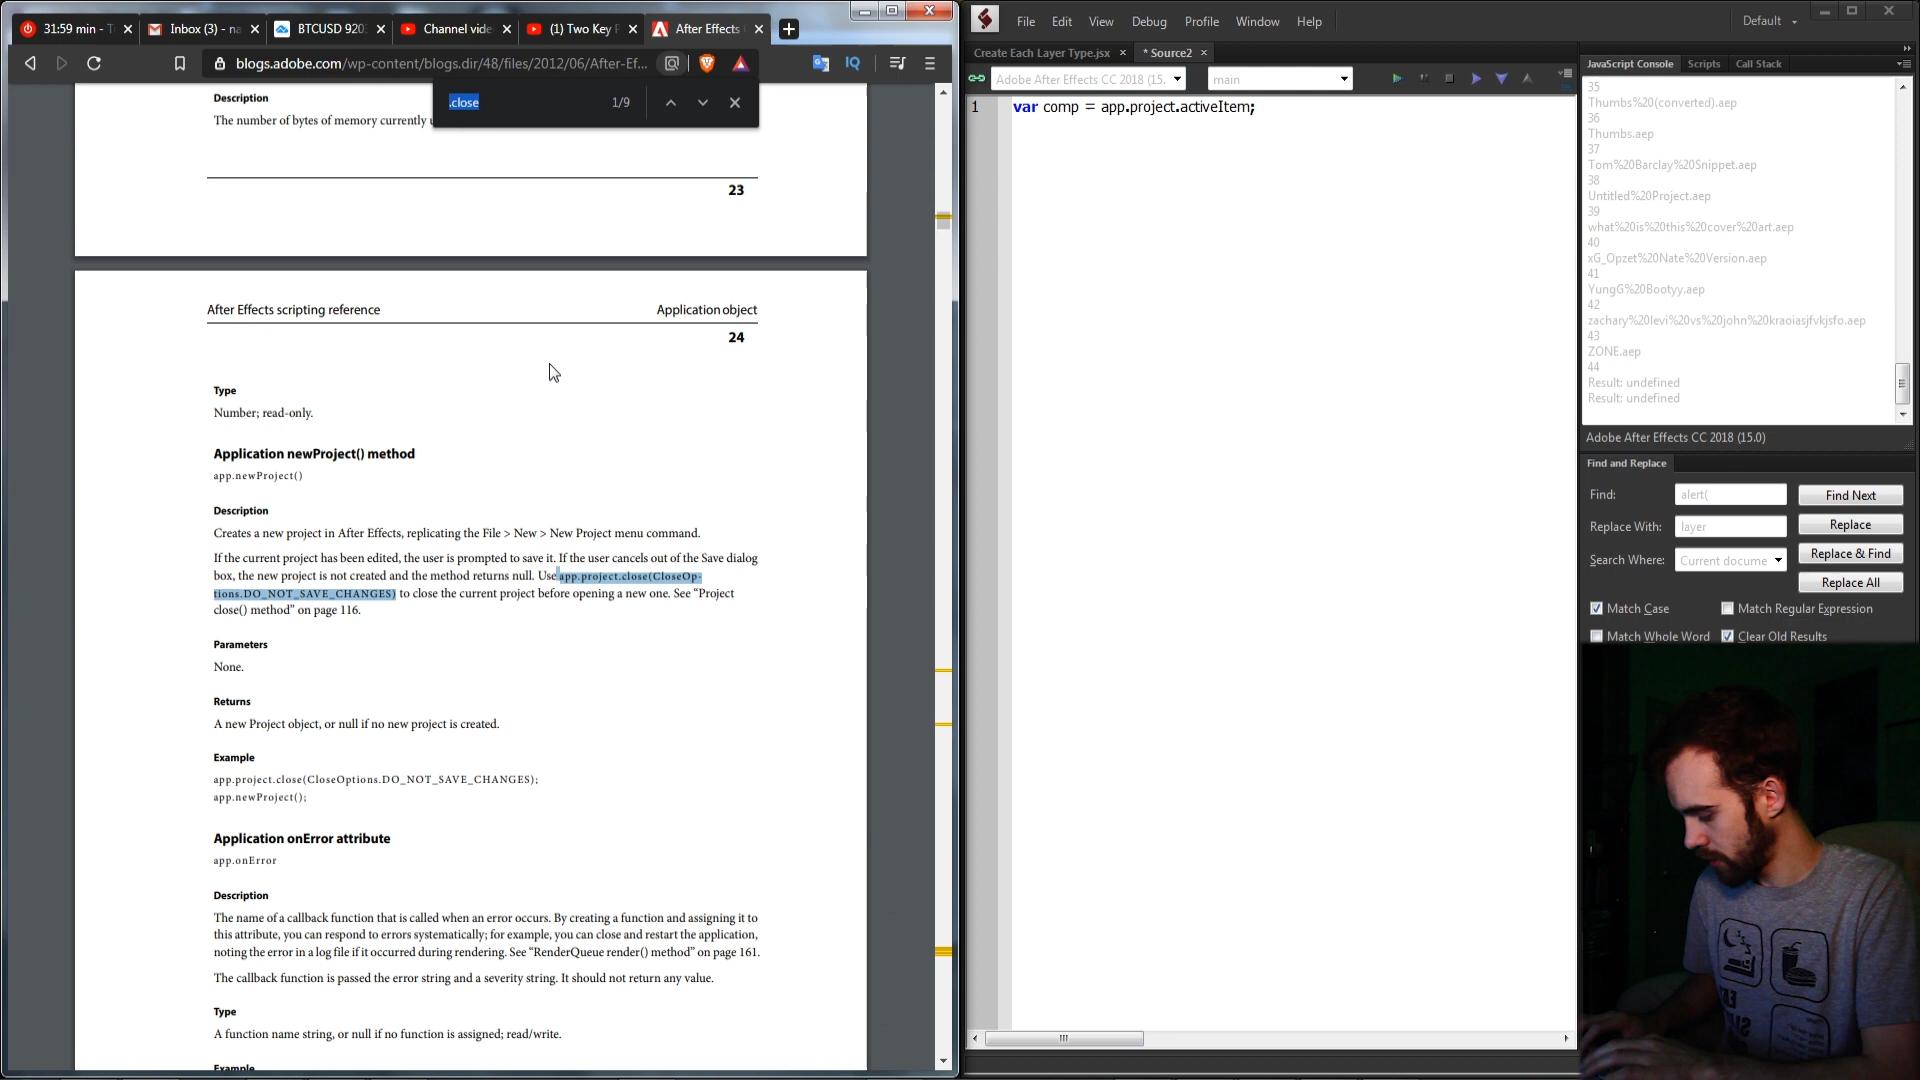 31:59 min - T
Inbox (3) - na
BTCUSD 920
Channel vide
(1) Two Key P
After Effects
blogs.adobe.com/wp-content/blogs.dir/48/files/2012/06/After-Ef...
.close
1/9
Description
The number of bytes of memory currently
23
After Effects scripting reference
Application object
24
Type
Number; read-only.
Application newProject() method
app.newProject()
Description
Creates a new project in After Effects, replicating the File > New > New Project menu command.
If the current project has been edited, the user is prompted to save it. If the user cancels out of the Save dialog
box, the new project is not created and the method returns null. Use app.project.close(CloseOp-
tions.DO_NOT_SAVE_CHANGES) to close the current project before opening a new one. See “Project
close() method” on page 116.
Parameters
None.
Returns
A new Project object, or null if no new project is created.
Example
app.project.close(CloseOptions.DO_NOT_SAVE_CHANGES);
app.newProject();
Application onError attribute
app.onError
Description
The name of a callback function that is called when an error occurs. By creating a function and assigning it to
this attribute, you can respond to errors systematically; for example, you can close and restart the application,
noting the error in a log file if it occurred during rendering. See “RenderQueue render() method” on page 161.
The callback function is passed the error string and a severity string. It should not return any value.
Type
A function name string, or null if no function is assigned; read/write.
Example
File Edit View Debug Profile Window Help
Default
Create Each Layer Type.jsx
* Source2
Adobe After Effects CC 2018 (15.
main
1 var comp = app.project.activeItem;
JavaScript Console
Scripts
Call Stack
35
Thumbs%20(converted).aep
36
Thumbs.aep
37
Tom%20Barclay%20Snippet.aep
38
Untitled%20Project.aep
39
what%20is%20this%20cover%20art.aep
40
xG_Opzet%20Nate%20Version.aep
41
YungG%20Bootyy.aep
42
zachary%20levi%20vs%20john%20kraoiasjfvkjsfo.aep
43
ZONE.aep
44
Result: undefined
Result: undefined
Adobe After Effects CC 2018 (15.0)
Find and Replace
Find: alert( Find Next
Replace With: layer Replace
Search Where: Current docume Replace & Find
Replace All
Match Case Match Regular Expression
Match Whole Word Clear Old Results